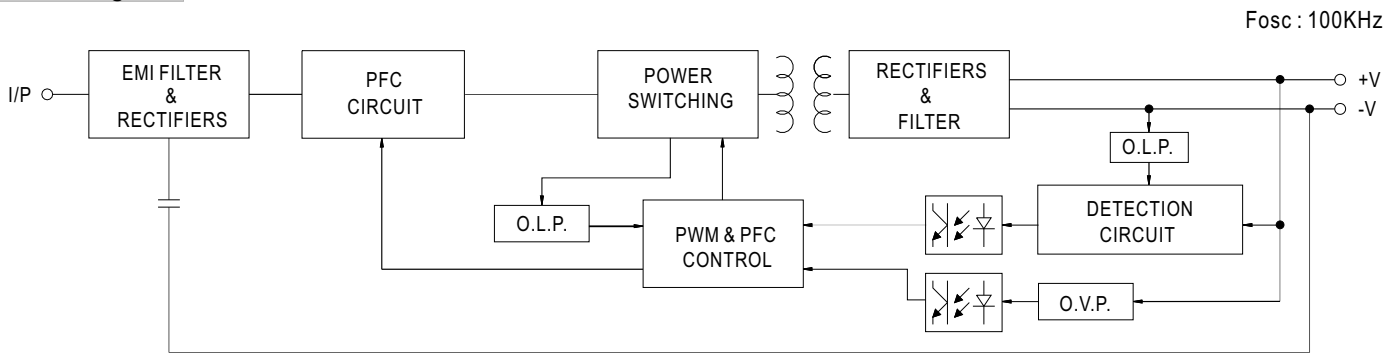 Fosc : 100KHz
I/P
EMI FILTER
&
RECTIFIERS
PFC
CIRCUIT
POWER
SWITCHING
RECTIFIERS
&
FILTER
+V
-V
O.L.P.
O.L.P.
PWM & PFC
CONTROL
DETECTION
CIRCUIT
O.V.P.